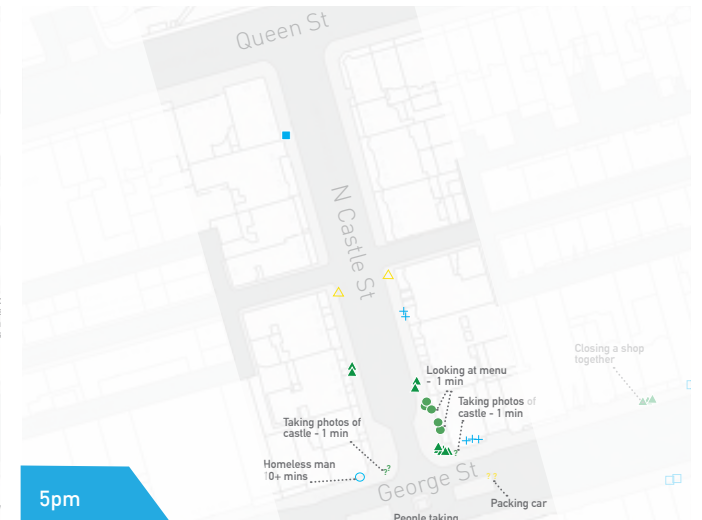 Queen St
N Castle St
Closing a shop
together
Looking at menu
- 1 min
Taking photos of
castle - 1 min
Taking photos of
castle - 1 min
Homeless man
10+ mins
George St
Packing car
5pm
People taking